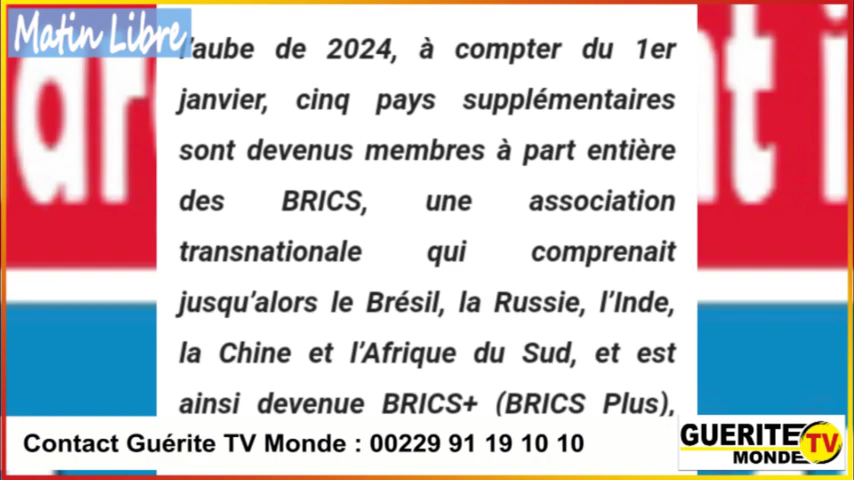 Matin Libre
l'aube de 2024, à compter du 1er
janvier, cinq pays supplémentaires
sont devenus membres à part entière
des BRICS, une association
transnationale qui comprenait
jusqu'alors le Brésil, la Russie, l'Inde,
la Chine et l'Afrique du Sud, et est
ainsi devenue BRICS+ (BRICS Plus),
Contact Guérite TV Monde : 00229 91 19 10 10
GUERITE
MONDE
TV